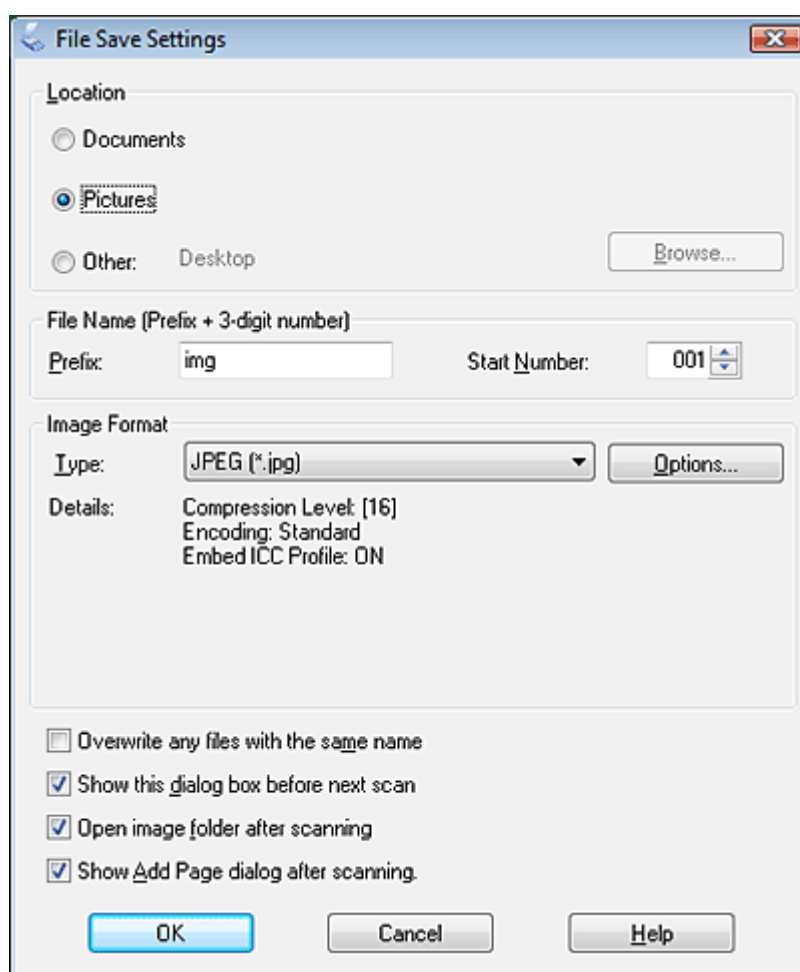 File Save Settings
Location
Documents
Pictures
Other: Desktop Browse...
File Name (Prefix + 3-digit number)
Prefix: img Start Number: 001
Image Format
Type: JPEG (*.jpg) Options...
Details: Compression Level: [16]
Encoding: Standard
Embed ICC Profile: ON
Overwrite any files with the same name
Show this dialog box before next scan
Open image folder after scanning
Show Add Page dialog after scanning.
OK Cancel Help